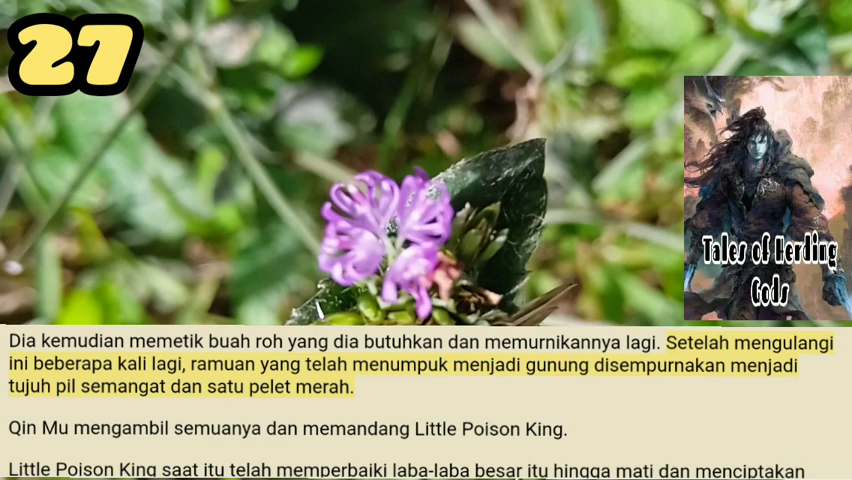 27
Tales of Herding
Gods
Dia kemudian memetik buah roh yang dia butuhkan dan memurnikannya lagi. Setelah mengulangi
ini beberapa kali lagi, ramuan yang telah menumpuk menjadi gunung disempurnakan menjadi
tujuh pil semangat dan satu pelet merah.
Qin Mu mengambil semuanya dan memandang Little Poison King.
Little Poison King saat itu telah memperbaiki laba-laba besar itu hingga mati dan menciptakan